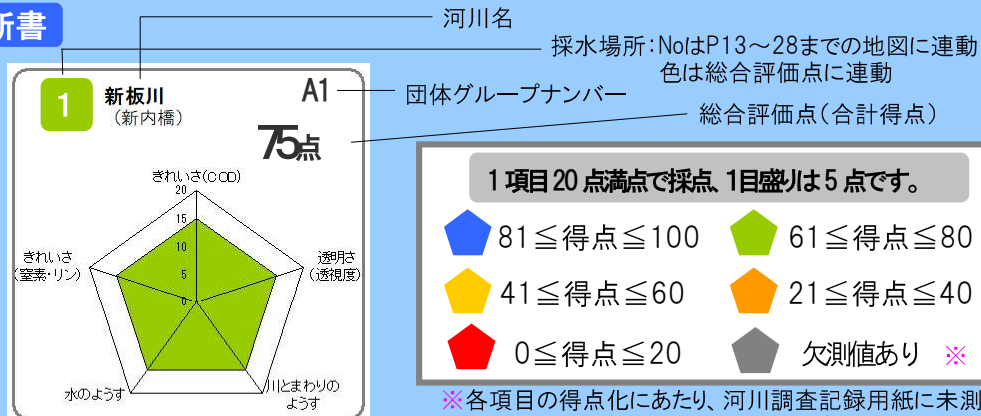 断書
河川名
採水場所：NoはP13～28までの地図に連動
色は総合評価点に連動
1
新板川
（新内橋）
A1
団体グループナンバー
75点
総合評価点（合計得点）
きれいさ(COD)
20
15
10
5
0
きれいさ
（窒素・リン）
透明さ
（透視度）
水のようす
川とまわりの
ようす
1項目20点満点で採点、1目盛りは5点です。
81≦得点≦100
61≦得点≦80
41≦得点≦60
21≦得点≦40
0≦得点≦20
欠測値あり ※
※各項目の得点化にあたり、河川調査記録用紙に未測